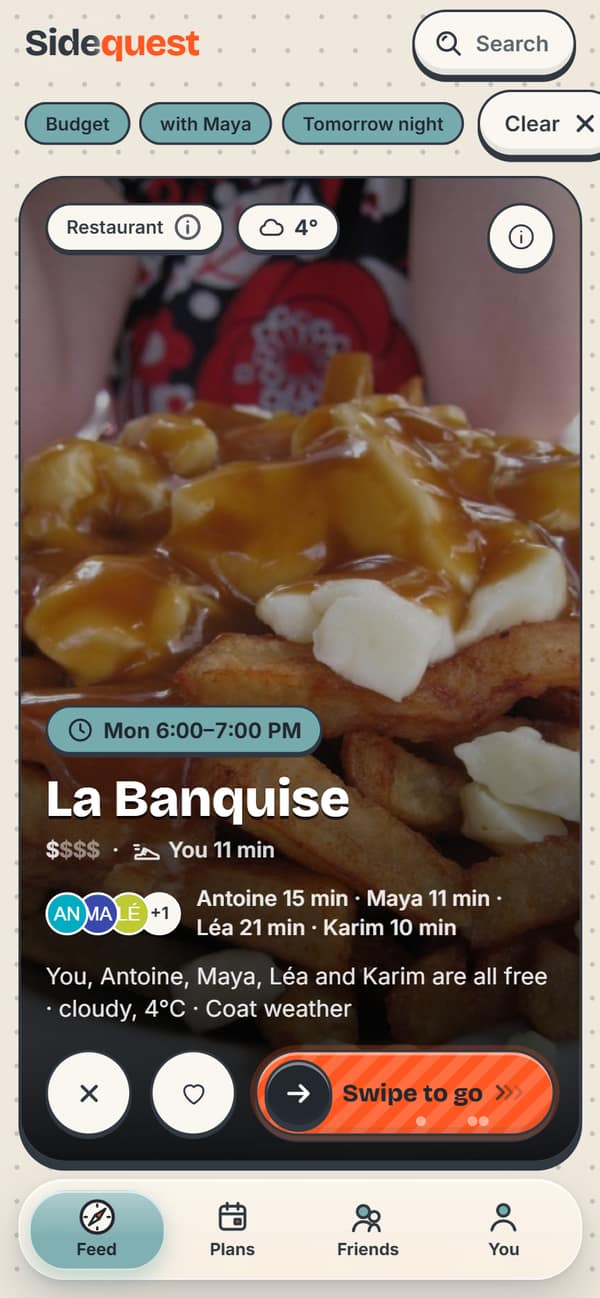 Sidequest
Search
Budget
with Maya
Tomorrow night
Clear
Restaurant
4°
Mon 6:00–7:00 PM
La Banquise
$$$$ · You 11 min
AN MA LÉ +1
Antoine 15 min · Maya 11 min ·
Léa 21 min · Karim 10 min
You, Antoine, Maya, Léa and Karim are all free
· cloudy, 4°C · Coat weather
Swipe to go
Feed
Plans
Friends
You